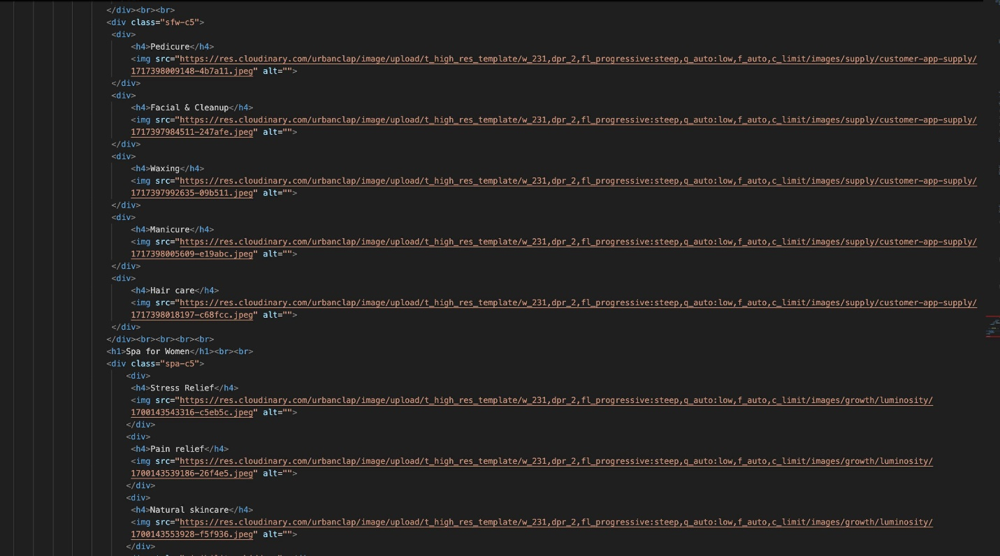 </div><br><br>
<div class="sfw-c5">
<div>
<h4>Pedicure</h4>
<img src="https://res.cloudinary.com/urbanclap/image/upload/t_high_res_template/w_231,dpr_2,fl_progressive:steep,q_auto:low,f_auto,c_limit/images/supply/customer-app-supply/
1717398009148-4b7a11.jpeg" alt="">
</div>
<div>
<h4>Facial & Cleanup</h4>
<img src="https://res.cloudinary.com/urbanclap/image/upload/t_high_res_template/w_231,dpr_2,fl_progressive:steep,q_auto:low,f_auto,c_limit/images/supply/customer-app-supply/
1717397984511-247afe.jpeg" alt="">
</div>
<div>
<h4>Waxing</h4>
<img src="https://res.cloudinary.com/urbanclap/image/upload/t_high_res_template/w_231,dpr_2,fl_progressive:steep,q_auto:low,f_auto,c_limit/images/supply/customer-app-supply/
1717397992635-09b511.jpeg" alt="">
</div>
<div>
<h4>Manicure</h4>
<img src="https://res.cloudinary.com/urbanclap/image/upload/t_high_res_template/w_231,dpr_2,fl_progressive:steep,q_auto:low,f_auto,c_limit/images/supply/customer-app-supply/
1717398005609-e19abc.jpeg" alt="">
</div>
<div>
<h4>Hair care</h4>
<img src="https://res.cloudinary.com/urbanclap/image/upload/t_high_res_template/w_231,dpr_2,fl_progressive:steep,q_auto:low,f_auto,c_limit/images/supply/customer-app-supply/
1717398018197-c68fcc.jpeg" alt="">
</div>
</div><br><br><br><br>
<h1>Spa for Women</h1><br><br>
<div class="spa-c5">
<div>
<h4>Stress Relief</h4>
<img src="https://res.cloudinary.com/urbanclap/image/upload/t_high_res_template/w_231,dpr_2,fl_progressive:steep,q_auto:low,f_auto,c_limit/images/growth/luminosity/
1700143543316-c5eb5c.jpeg" alt="">
</div>
<div>
<h4>Pain relief</h4>
<img src="https://res.cloudinary.com/urbanclap/image/upload/t_high_res_template/w_231,dpr_2,fl_progressive:steep,q_auto:low,f_auto,c_limit/images/growth/luminosity/
1700143539186-26f4e5.jpeg" alt="">
</div>
<div>
<h4>Natural skincare</h4>
<img src="https://res.cloudinary.com/urbanclap/image/upload/t_high_res_template/w_231,dpr_2,fl_progressive:steep,q_auto:low,f_auto,c_limit/images/growth/luminosity/
1700143553928-f5f936.jpeg" alt="">
</div>